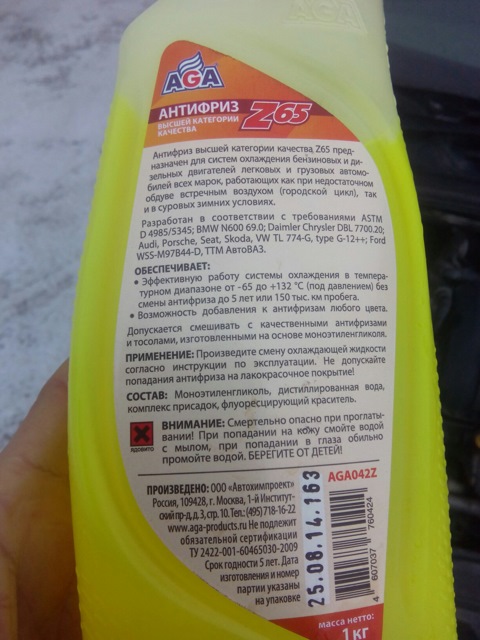 AGA
AGA
АНТИФРИЗ Z65
ВЫСШЕЙ КАТЕГОРИИ
КАЧЕСТВА
Антифриз высшей категории качества Z65 пред-
назначен для систем охлаждения бензиновых и ди-
зельных двигателей легковых и грузовых автомо-
билей всех марок, работающих как при недостаточном
обдуве встречным воздухом (городской цикл), так
и в суровых зимних условиях.
Разработан в соответствии с требованиями ASTM
D 4985/5345; BMW N600 69.0; Daimler Chrysler DBL 7700.20;
Audi, Porsche, Seat, Skoda, VW TL 774-G, type G-12++; Ford
WSS-M97B44-D, ТТМ АвтоВАЗ.
ОБЕСПЕЧИВАЕТ:
• Эффективную работу системы охлаждения в темпера-
турном диапазоне от -65 до +132 °С (под давлением) без
смены антифриза до 5 лет или 150 тыс. км пробега.
• Возможность добавления к антифризам любого цвета.
Допускается смешивать с качественными антифризами
и тосолами, изготовленными на основе моноэтиленгликоля.
ПРИМЕНЕНИЕ: Произведите смену охлаждающей жидкости
согласно инструкции по эксплуатации. Не допускайте
попадания антифриза на лакокрасочное покрытие!
СОСТАВ: Моноэтиленгликоль, дистиллированная вода,
комплекс присадок, флуоресцирующий краситель.
ЯДОВИТО
ВНИМАНИЕ: Смертельно опасно при проглаты-
вании! При попадании на кожу смойте водой
с мылом, при попадании в глаза обильно
промойте водой. БЕРЕГИТЕ ОТ ДЕТЕЙ!
ПРОИЗВЕДЕНО: ООО «Автохимпроект»
Россия, 109428, г. Москва, 1-й Институт-
ский пр-д, д. 3, стр. 10. Тел.: (495) 718-16-22
www.aga-products.ru Не подлежит
обязательной сертификации
ТУ 2422-001-60465030-2009
Срок годности 5 лет. Дата
изготовления и номер
партии указаны
на упаковке
25.08.14.163
AGA042Z
4 607037 760424
масса нетто:
1 кг